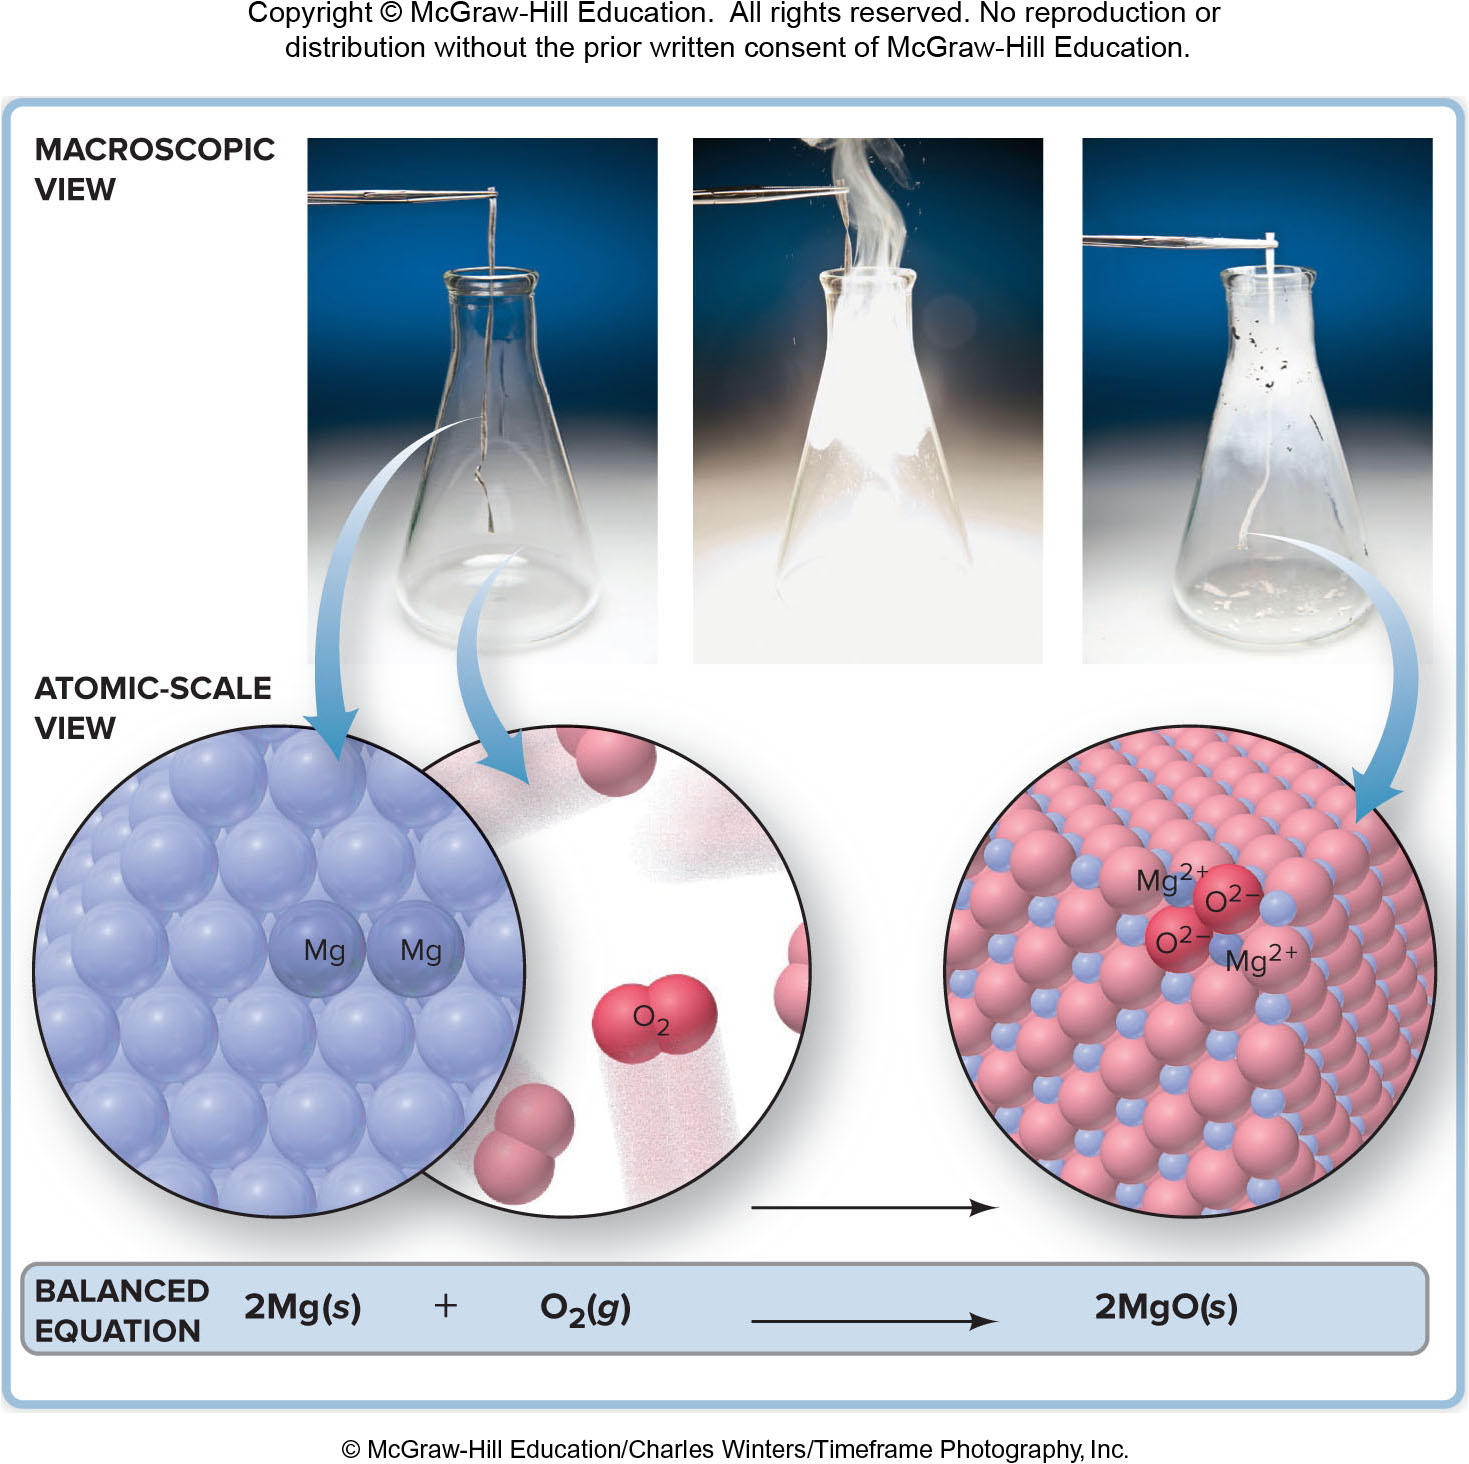 Copyright © McGraw-Hill Education.  All rights reserved. No reproduction or
distribution without the prior written consent of McGraw-Hill Education.
MACROSCOPIC
VIEW
ATOMIC-SCALE
VIEW
Mg Mg
O₂
Mg²⁺
O²⁻
O²⁻
Mg²⁺
BALANCED
EQUATION
2Mg(s) + O₂(g) ⟶ 2MgO(s)
© McGraw-Hill Education/Charles Winters/Timeframe Photography, Inc.